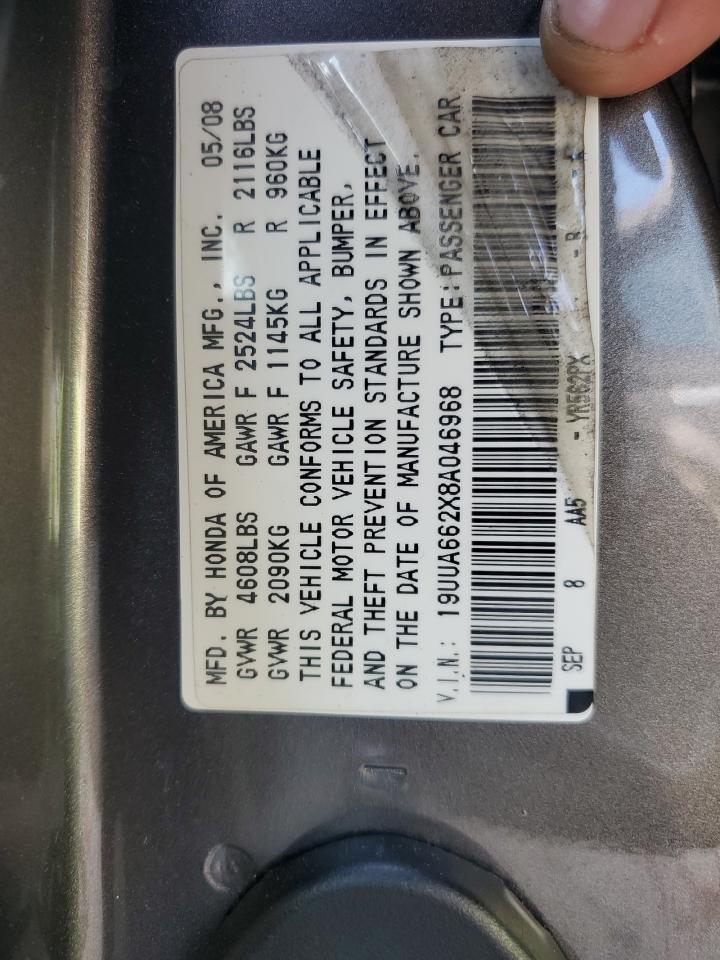 MFD. BY HONDA OF AMERICA MFG., INC. 05/08
GVWR 4608LBS GAWR F 2524LBS R 2116LBS
GVWR 2090KG GAWR F 1145KG R 960KG
THIS VEHICLE CONFORMS TO ALL APPLICABLE
FEDERAL MOTOR VEHICLE SAFETY, BUMPER,
AND THEFT PREVENTION STANDARDS IN EFFECT
ON THE DATE OF MANUFACTURE SHOWN ABOVE.
V.I.N.: 19UUA662X8A046968 TYPE:PASSENGER CAR
SEP 8 AA5 - YR562PX